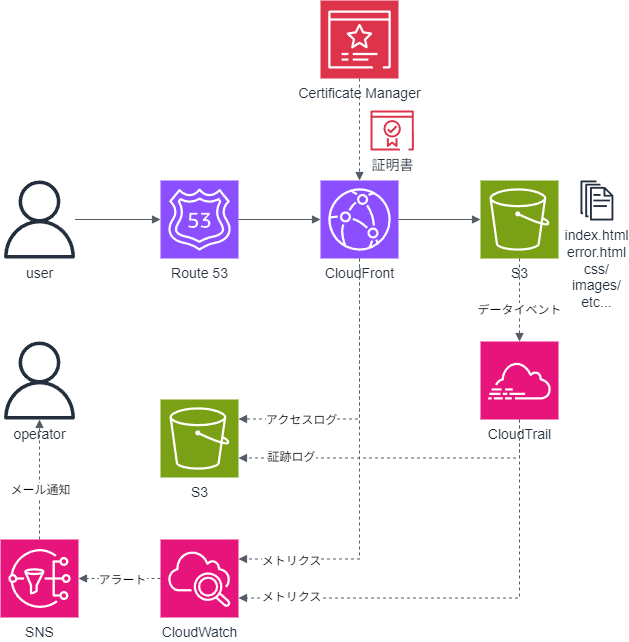 Certificate Manager
証明書
53
user
Route 53
CloudFront
S3
index.html
error.html
css/
images/
etc...
データイベント
operator
アクセスログ
CloudTrail
証跡ログ
S3
メール通知
メトリクス
アラート
メトリクス
SNS
CloudWatch